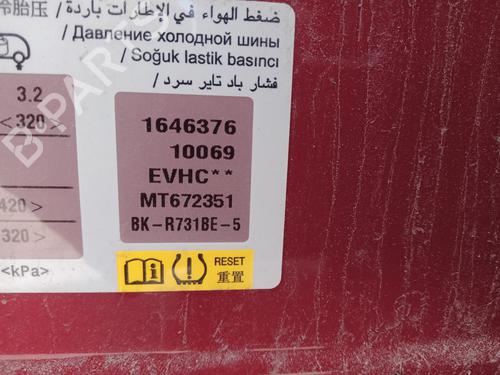 冷胎压
ضغط الهواء في الإطارات باردة /
/ Давление холодной шины
/ Soğuk lastik basıncı
فشار باد تایر سرد /
3.2
< 320 >
420 >
320 >
<kPa>
1646376
10069
EVHC**
MT672351
BK-R731BE-5
RESET
重置
B-PARTS